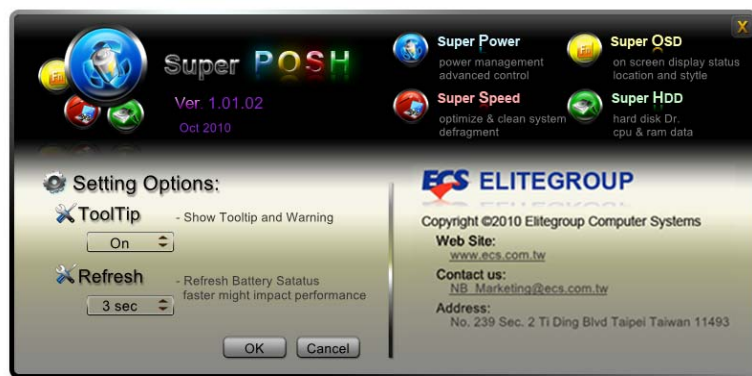 X
Super POSH
Ver. 1.01.02
Oct 2010
Super Power
power management
advanced control
Super OSD
on screen display status
location and stytle
Super Speed
optimize & clean system
defragment
Super HDD
hard disk Dr.
cpu & ram data
Setting Options:
ToolTip - Show Tooltip and Warning
On
Refresh - Refresh Battery Satatus
faster might impact performance
3 sec
OK Cancel
ECS ELITEGROUP
Copyright ©2010 Elitegroup Computer Systems
Web Site:
www.ecs.com.tw
Contact us:
NB_Marketing@ecs.com.tw
Address:
No. 239 Sec. 2 Ti Ding Blvd Taipei Taiwan 11493